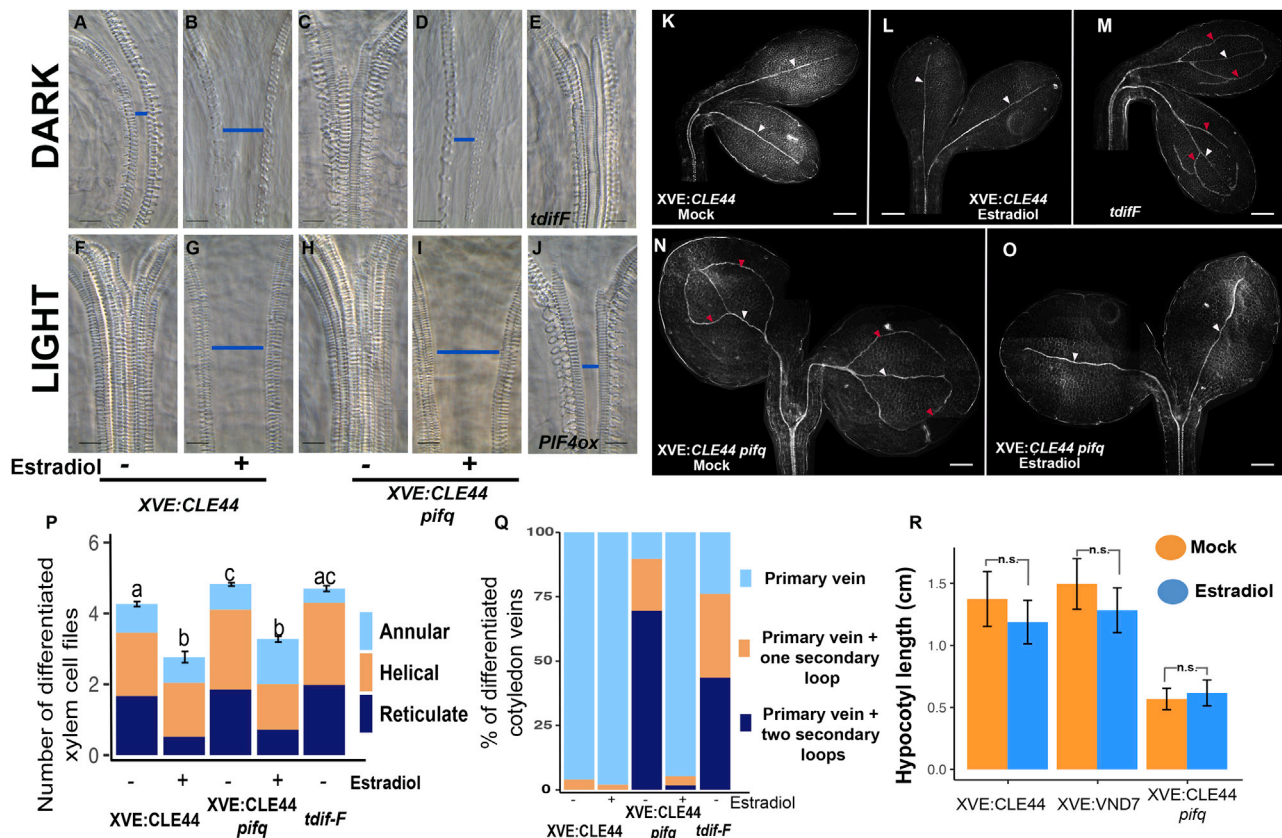 DARK
A
B
C
D
E
tdifF
LIGHT
F
G
H
I
J
PIF4ox
Estradiol - + - +
XVE:CLE44
XVE:CLE44
pifq
K
XVE:CLE44
Mock
L
XVE:CLE44
Estradiol
M
tdifF
N
XVE:CLE44 pifq
Mock
O
XVE:CLE44 pifq
Estradiol
P
Number of differentiated
xylem cell files
6
4
2
0
a
b
c
b
ac
Annular
Helical
Reticulate
- + - + - Estradiol
XVE:CLE44
XVE:CLE44
pifq
tdif-F
Q
% of differentiated
cotyledon veins
100
75
50
25
0
Primary vein
Primary vein +
one secondary
loop
Primary vein +
two secondary
loops
- + - + - Estradiol
XVE:CLE44
XVE:CLE44
pifq
tdif-F
R
Hypocotyl length (cm)
1.5
1.0
0.5
0.0
n.s.
n.s.
n.s.
Mock
Estradiol
XVE:CLE44
XVE:VND7
XVE:CLE44
pifq